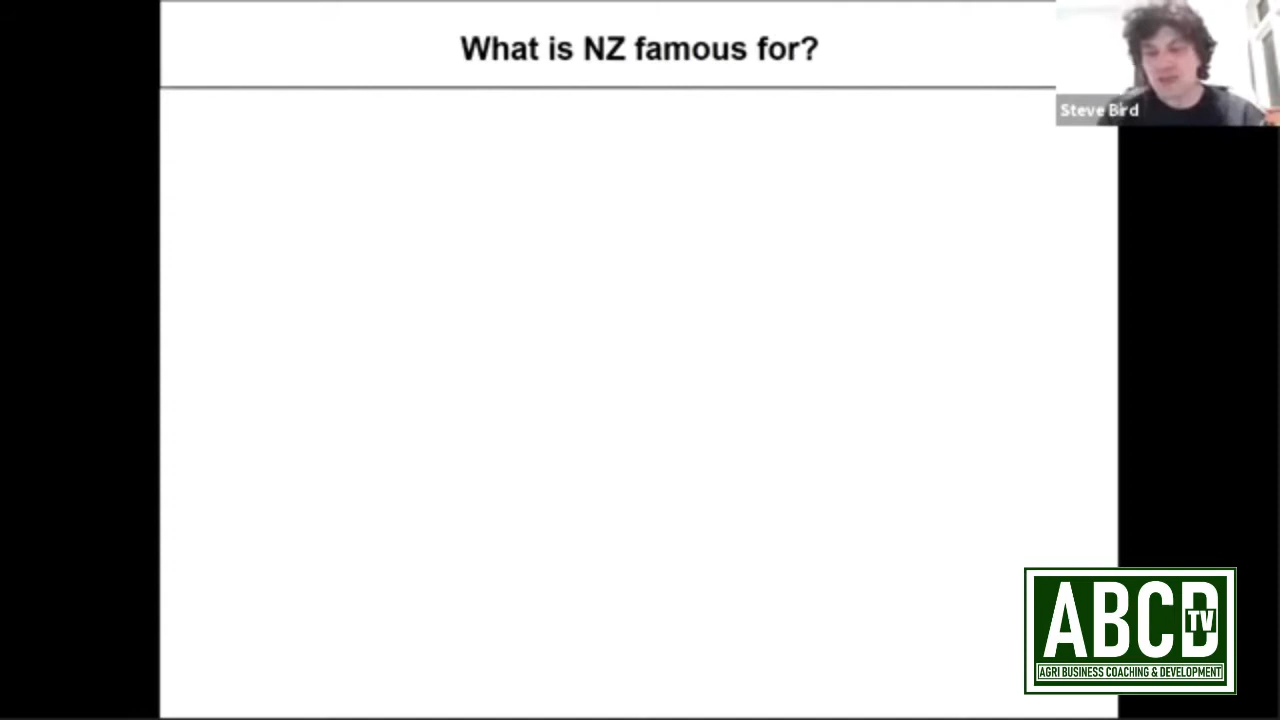 What is NZ famous for?
Steve Bird
ABCD
TV
AGRI BUSINESS COACHING & DEVELOPMENT